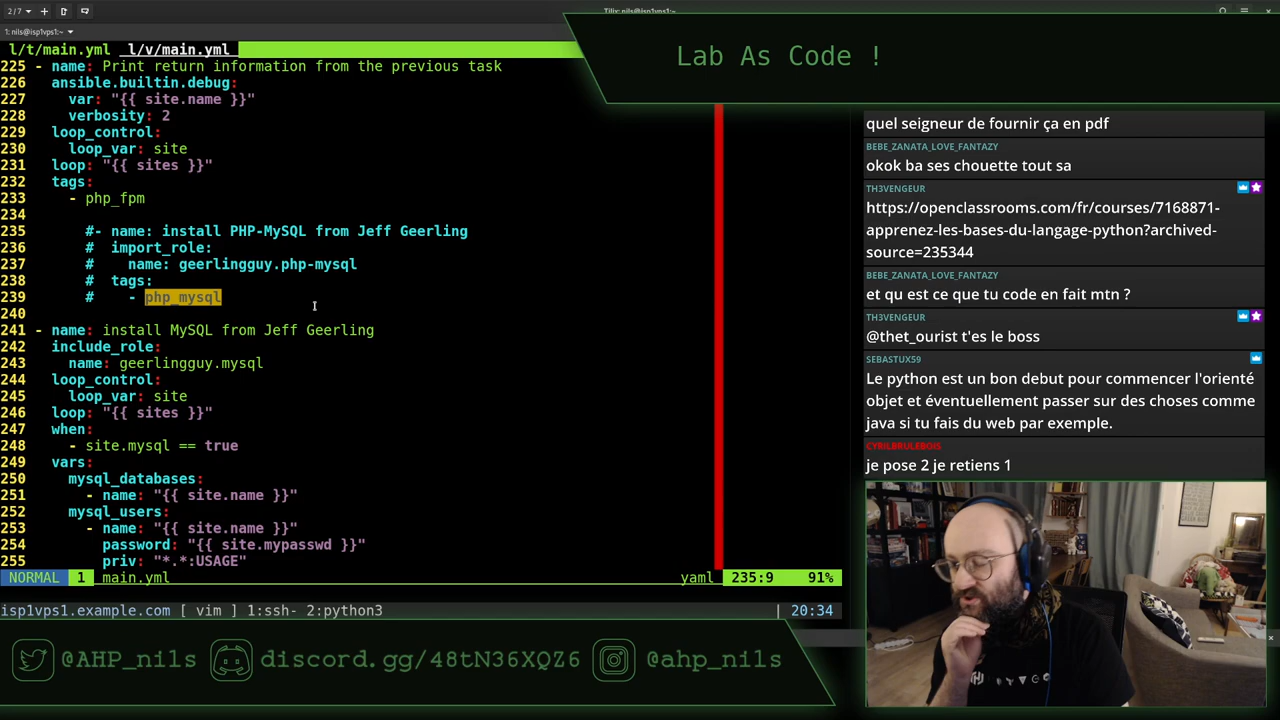 2/7
Tilix: nils@isp1vps1:~
1: nils@isp1vps1:~
Lab As Code !
l/t/main.yml l/v/main.yml
225 - name: Print return information from the previous task
226 ansible.builtin.debug:
227 var: "{{ site.name }}"
228 verbosity: 2
229 loop_control:
230 loop_var: site
231 loop: "{{ sites }}"
232 tags:
233 - php_fpm
234
235 #- name: install PHP-MySQL from Jeff Geerling
236 # import_role:
237 # name: geerlingguy.php-mysql
238 # tags:
239 # - php_mysql
240
241 - name: install MySQL from Jeff Geerling
242 include_role:
243 name: geerlingguy.mysql
244 loop_control:
245 loop_var: site
246 loop: "{{ sites }}"
247 when:
248 - site.mysql == true
249 vars:
250 mysql_databases:
251 - name: "{{ site.name }}"
252 mysql_users:
253 - name: "{{ site.name }}"
254 password: "{{ site.mypasswd }}"
255 priv: "*.*:USAGE"
NORMAL 1 main.yml yaml 235:9 91%
isp1vps1.example.com [ vim ] 1:ssh- 2:python3 | 20:34
quel seigneur de fournir ça en pdf
BEBE_ZANATA_LOVE_FANTAZY
okok ba ses chouette tout sa
TH3VENGEUR
https://openclassrooms.com/fr/courses/7168871-
apprenez-les-bases-du-langage-python?archived-
source=235344
BEBE_ZANATA_LOVE_FANTAZY
et qu est ce que tu code en fait mtn ?
TH3VENGEUR
@thet_ourist t'es le boss
SEBASTUX59
Le python est un bon debut pour commencer l'orienté
objet et éventuellement passer sur des choses comme
java si tu fais du web par exemple.
CYRILBRULEBOIS
je pose 2 je retiens 1
@AHP_nils discord.gg/48tN36XQZ6 @ahp_nils